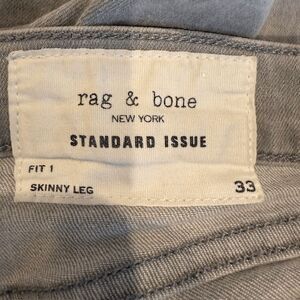 rag & bone
NEW YORK
STANDARD ISSUE
FIT 1
SKINNY LEG 33